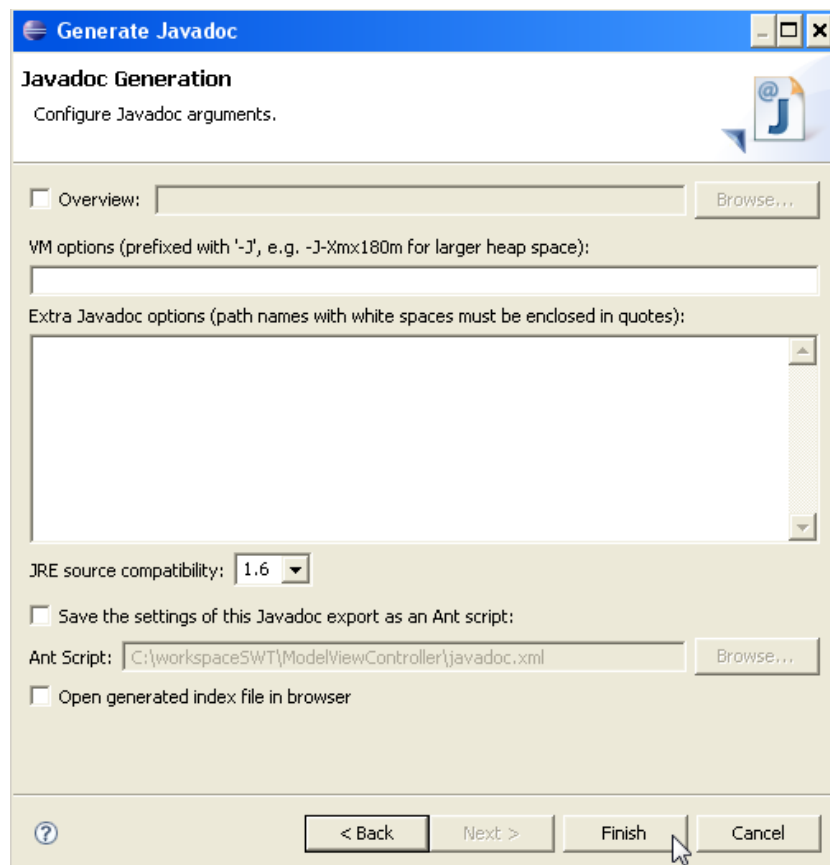 Generate Javadoc
Javadoc Generation
Configure Javadoc arguments.
@
J
Overview: Browse...
VM options (prefixed with '-J', e.g. -J-Xmx180m for larger heap space):
Extra Javadoc options (path names with white spaces must be enclosed in quotes):
JRE source compatibility: 1.6
Save the settings of this Javadoc export as an Ant script:
Ant Script: C:\workspaceSWT\ModelViewController\javadoc.xml Browse...
Open generated index file in browser
? < Back Next > Finish Cancel